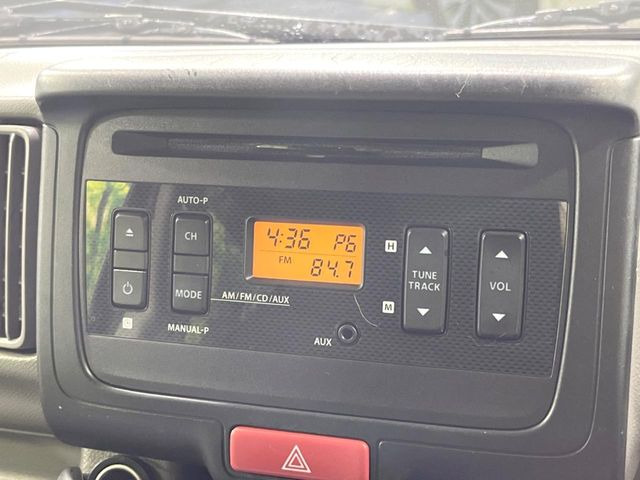 AUTO-P
CH
MODE
MANUAL-P
4:36 P6
FM 84.7
AM/FM/CD/AUX
AUX
H
M
TUNE
TRACK
VOL